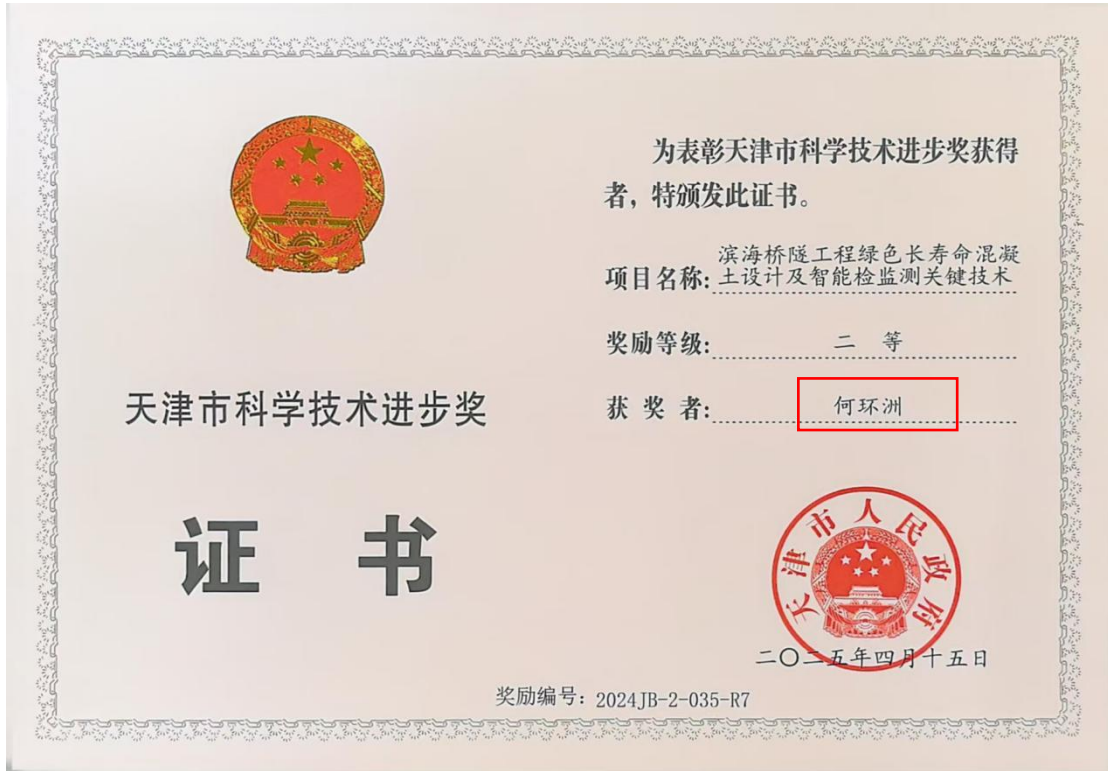 天津市科学技术进步奖
证 书
为表彰天津市科学技术进步奖获得
者，特颁发此证书。
项目名称: 滨海桥隧工程绿色长寿命混凝
土设计及智能检监测关键技术
奖励等级: 二 等
获 奖 者: 何环洲
天津市人民政府
二〇二五年四月十五日
奖励编号: 2024JB-2-035-R7